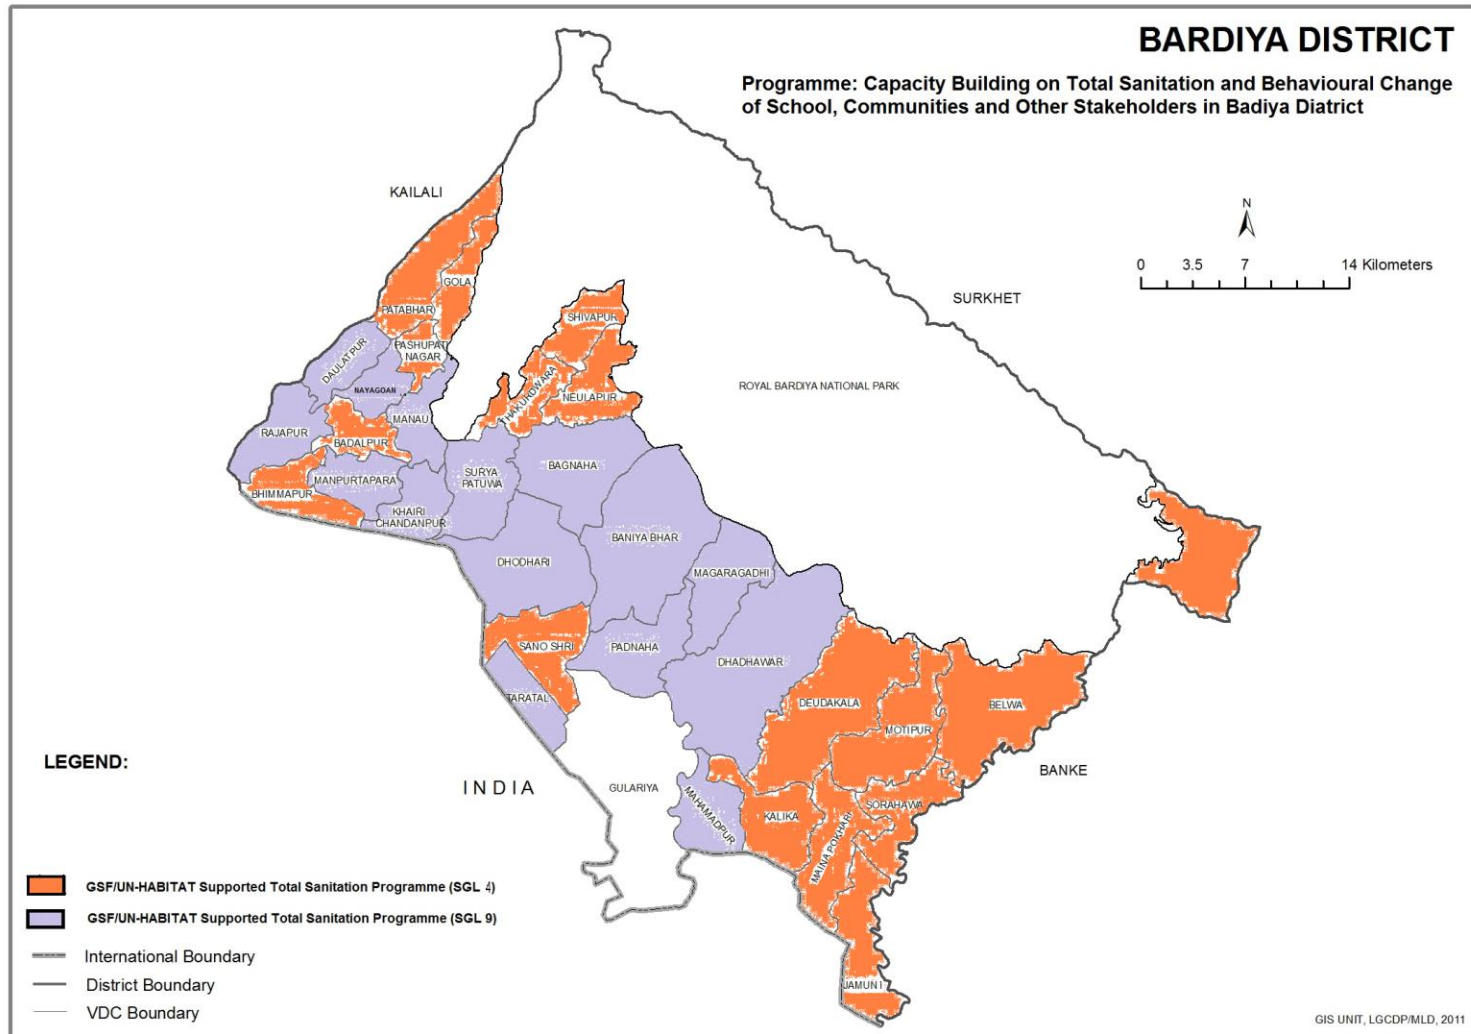 BARDIYA DISTRICT
Programme: Capacity Building on Total Sanitation and Behavioural Change
of School, Communities and Other Stakeholders in Badiya Diatrict
KAILALI
N
0 3.5 7 14 Kilometers
SURKHET
GOLA
PATABHAR
SHIVAPUR
PASHUPATI
NAGAR
DAULATPUR
ROYAL BARDIYA NATIONAL PARK
NAYAGOAN
THAKURDWARA
NEULAPUR
MANAU
RAJAPUR
BADALPUR
BAGNAHA
SURYA
PATUWA
MANPURTAPARA
BHIMMAPUR
KHAIRI
CHANDANPUR
BANIYA BHAR
DHODHARI
MAGARAGADHI
SANO SHRI
PADNAHA
DHADHAWAR
TARATAL
DEUDAKALA
BELWA
MOTIPUR
BANKE
LEGEND:
INDIA
GULARIYA
MAHAMADPUR
KALIKA
SORAHAWA
MAINA POKHARI
GSF/UN-HABITAT Supported Total Sanitation Programme (SGL 4)
GSF/UN-HABITAT Supported Total Sanitation Programme (SGL 9)
International Boundary
District Boundary
VDC Boundary
JAMUNI
GIS UNIT, LGCDP/MLD, 2011